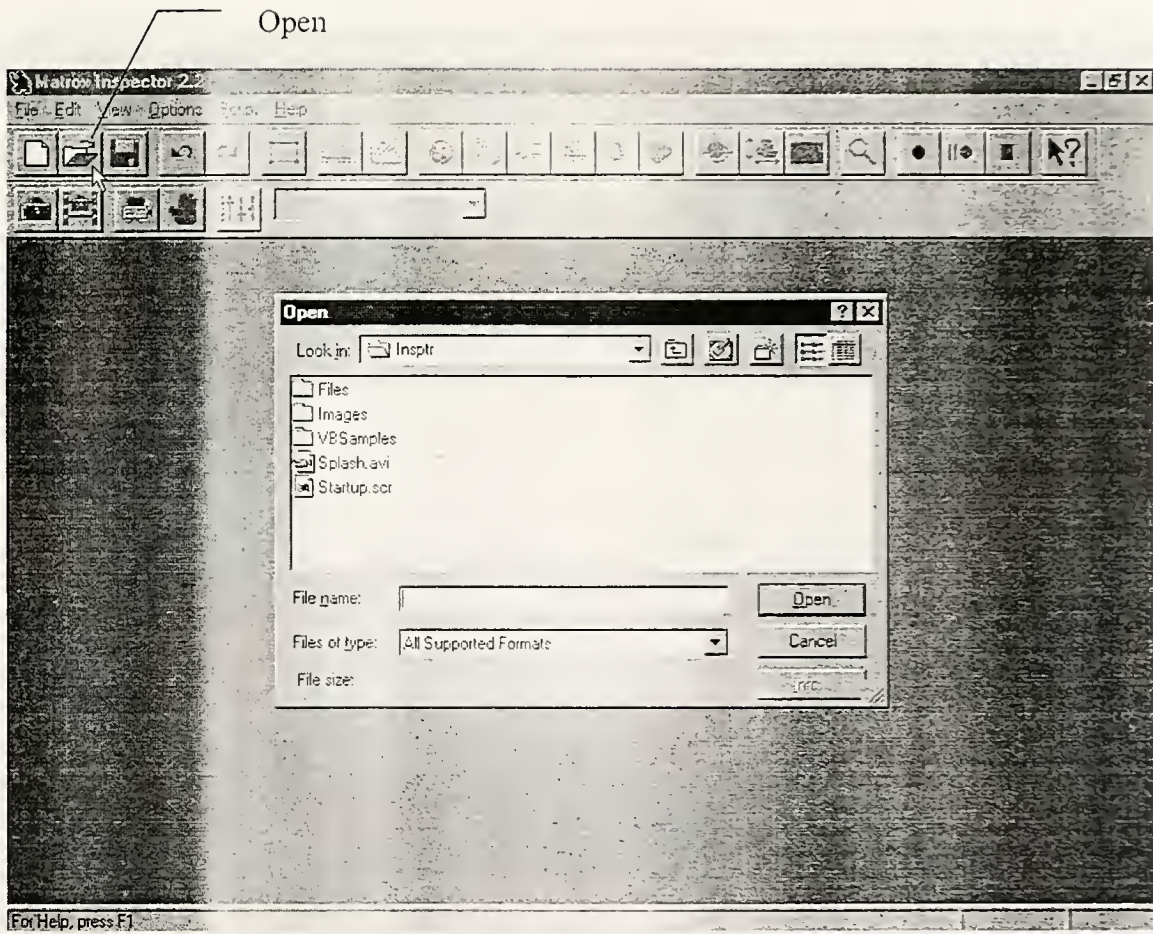 Open
Matrox Inspector 2.
File Edit View Options Help
Open
Look in: Insptr
Files
Images
VBSamples
Splash.avi
Startup.scr
File name:
Open
Files of type: All Supported Formats
Cancel
File size:
For Help, press F1